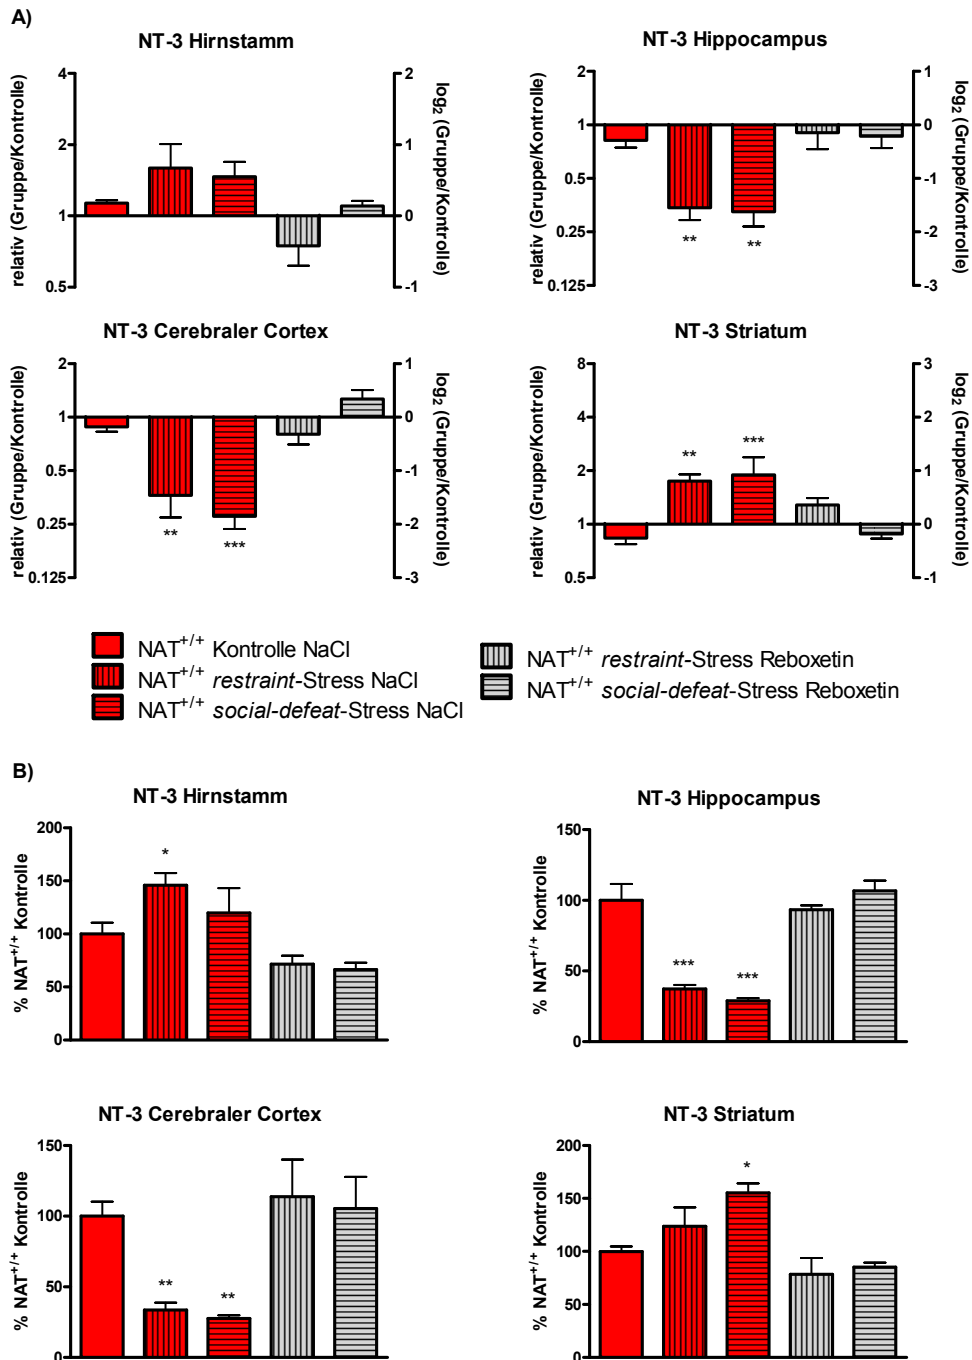 A)
NT-3 Hirnstamm
relativ (Gruppe/Kontrolle)
4
2
1
0.5
2
1
0
-1
log2 (Gruppe/Kontrolle)
NT-3 Hippocampus
relativ (Gruppe/Kontrolle)
2
1
0.5
0.25
0.125
** **
1
0
-1
-2
-3
log2 (Gruppe/Kontrolle)
NT-3 Cerebraler Cortex
relativ (Gruppe/Kontrolle)
2
1
0.5
0.25
0.125
** ***
1
0
-1
-2
-3
log2 (Gruppe/Kontrolle)
NT-3 Striatum
relativ (Gruppe/Kontrolle)
8
4
2
1
0.5
** ***
3
2
1
0
-1
log2 (Gruppe/Kontrolle)
NAT+/+ Kontrolle NaCl
NAT+/+ restraint-Stress NaCl
NAT+/+ social-defeat-Stress NaCl
NAT+/+ restraint-Stress Reboxetin
NAT+/+ social-defeat-Stress Reboxetin
B)
NT-3 Hirnstamm
% NAT+/+ Kontrolle
200
150
100
50
0
*
NT-3 Hippocampus
% NAT+/+ Kontrolle
150
100
50
0
*** ***
NT-3 Cerebraler Cortex
% NAT+/+ Kontrolle
150
100
50
0
** **
NT-3 Striatum
% NAT+/+ Kontrolle
200
150
100
50
0
*